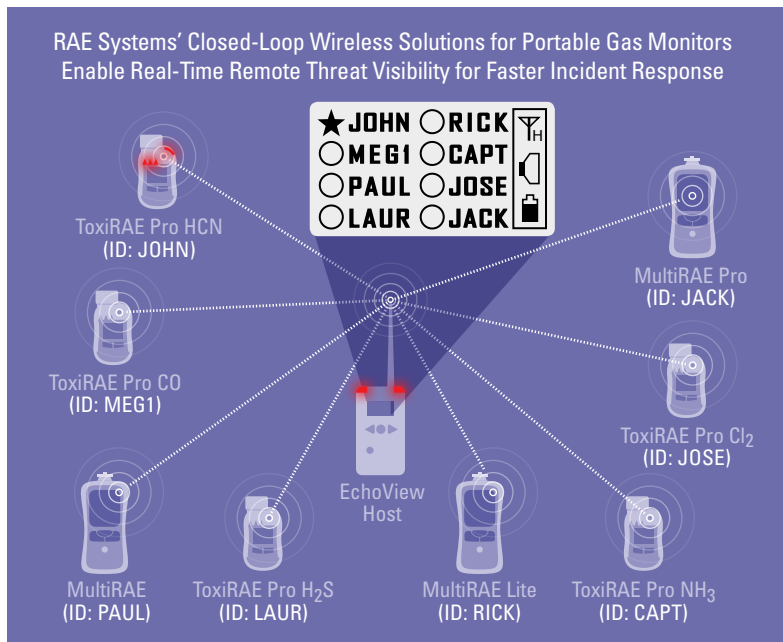 RAE Systems' Closed-Loop Wireless Solutions for Portable Gas Monitors
Enable Real-Time Remote Threat Visibility for Faster Incident Response
★JOHN ○RICK
○MEG1 ○CAPT
○PAUL ○JOSE
○LAUR ○JACK
H
ToxiRAE Pro HCN
(ID: JOHN)
MultiRAE Pro
(ID: JACK)
ToxiRAE Pro CO
(ID: MEG1)
ToxiRAE Pro Cl₂
(ID: JOSE)
EchoView
Host
MultiRAE
(ID: PAUL)
ToxiRAE Pro H₂S
(ID: LAUR)
MultiRAE Lite
(ID: RICK)
ToxiRAE Pro NH₃
(ID: CAPT)